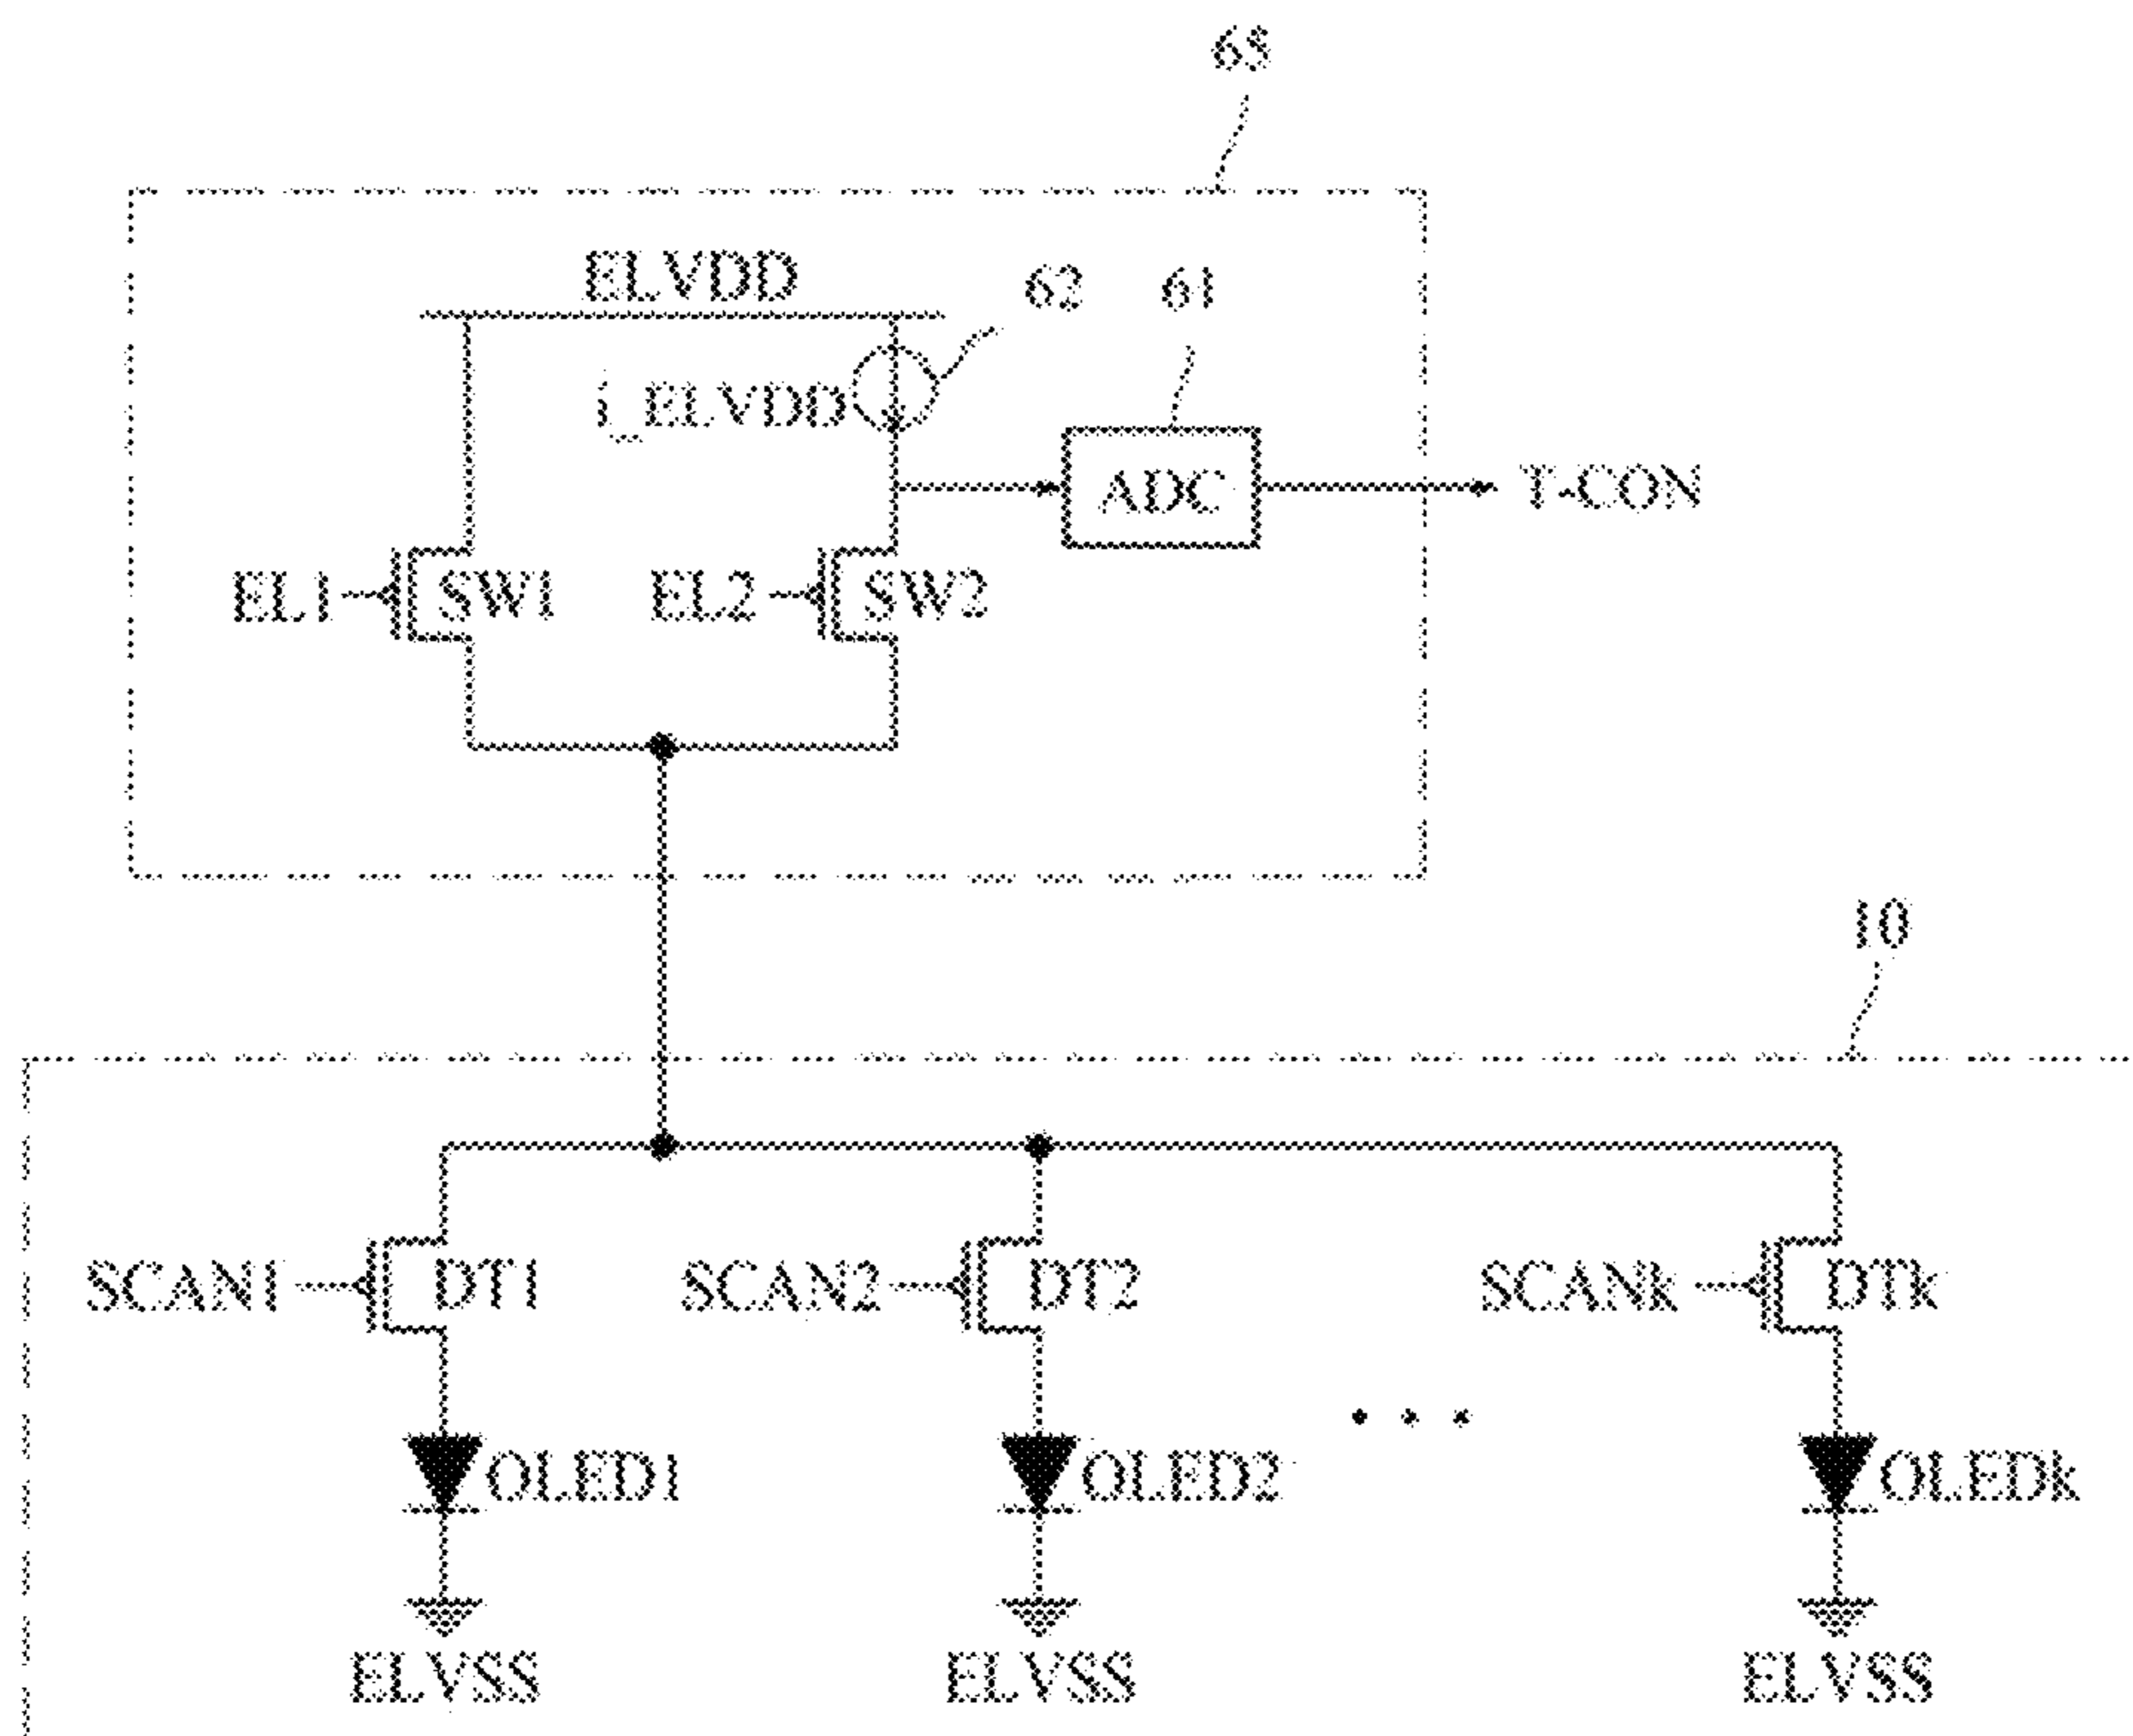 65
ELVDD
62
61
i_ELVDD
ADC
T-CON
EL1
SW1
EL2
SW2
10
SCAN1
DT1
SCAN2
DT2
SCANk
DTk
OLED1
OLED2
OLEDk
ELVSS
ELVSS
ELVSS